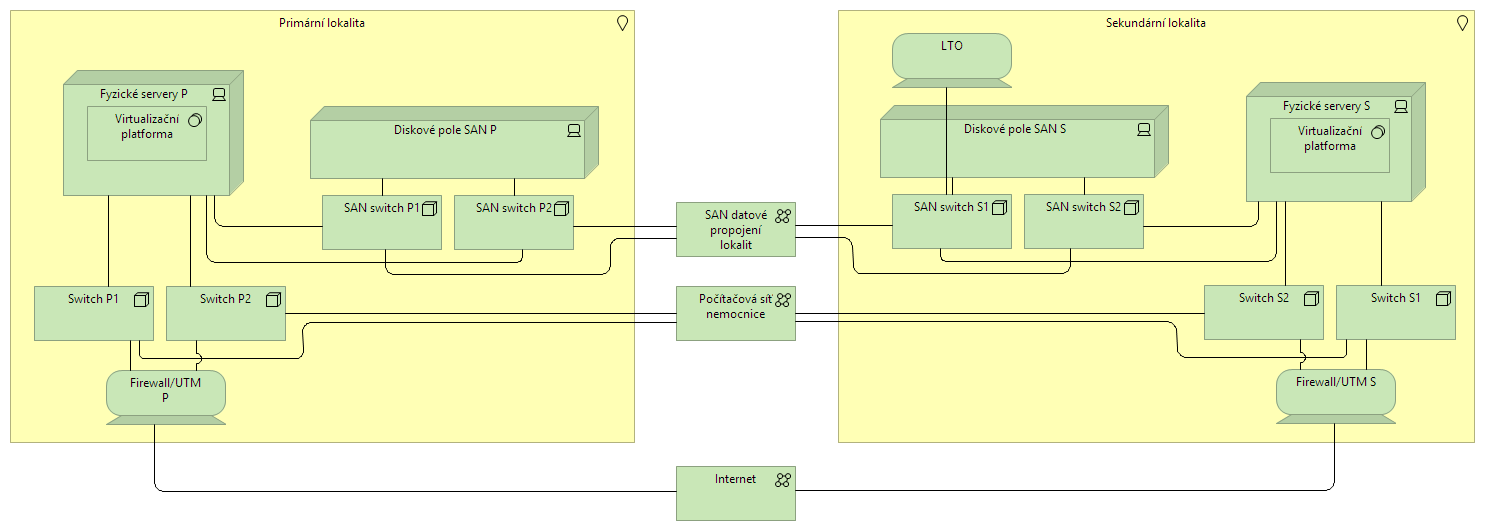 Primární lokalita
Fyzické servery P
Virtualizační
platforma
Diskové pole SAN P
SAN switch P1
SAN switch P2
Switch P1
Switch P2
Firewall/UTM
P
SAN datové
propojení
lokalit
Počítačová síť
nemocnice
Internet
Sekundární lokalita
LTO
Diskové pole SAN S
Fyzické servery S
Virtualizační
platforma
SAN switch S1
SAN switch S2
Switch S2
Switch S1
Firewall/UTM S